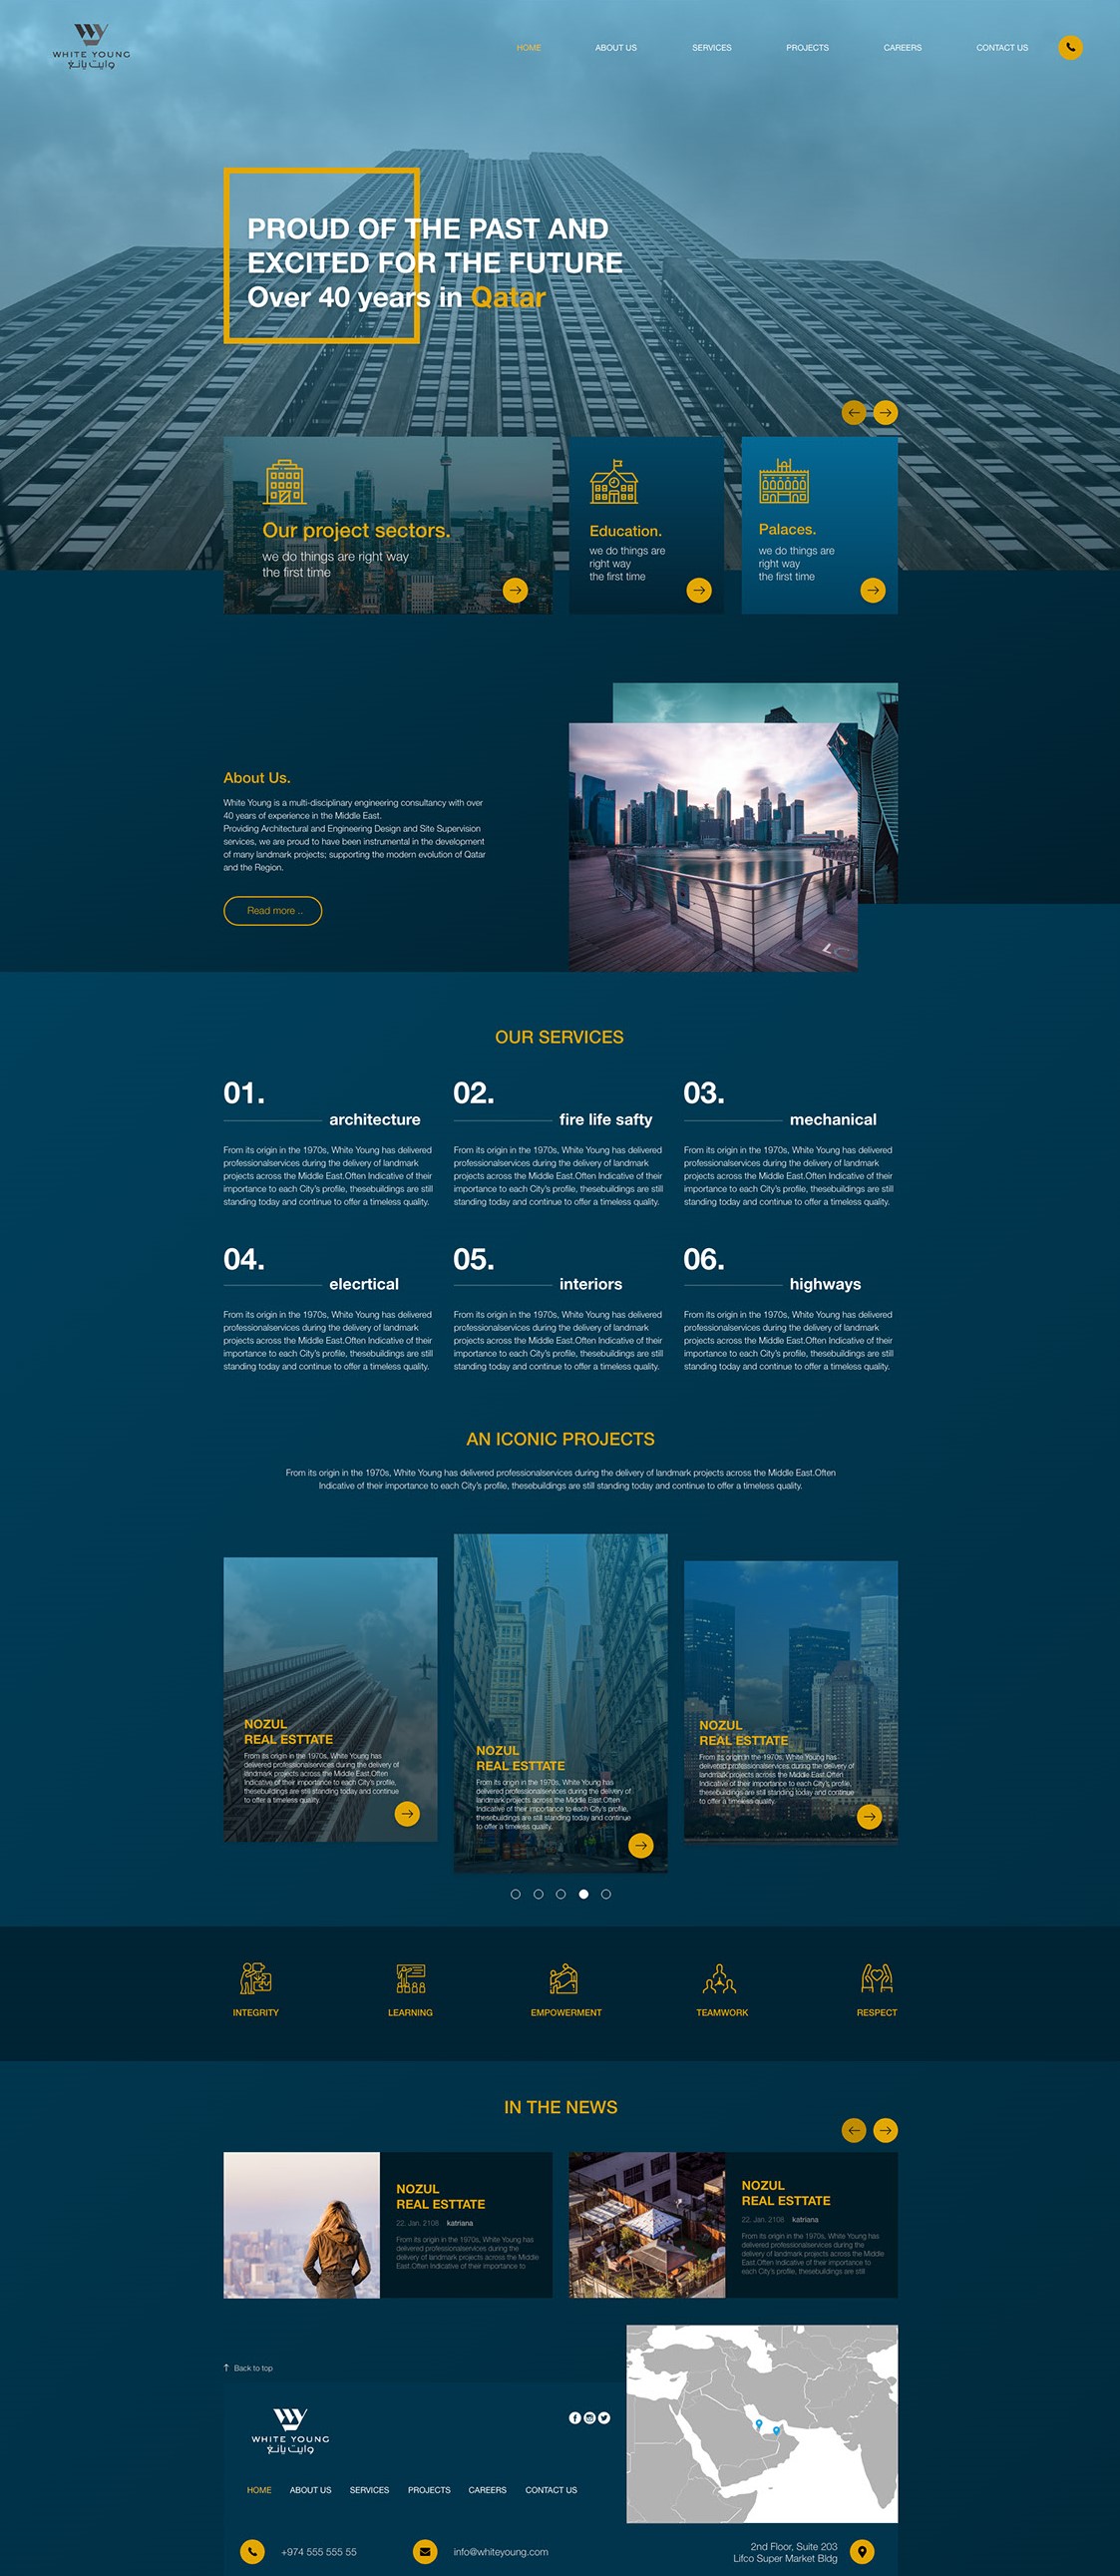 WHITE YOUNG
وايت يانغ
HOME ABOUT US SERVICES PROJECTS CAREERS CONTACT US
PROUD OF THE PAST AND
EXCITED FOR THE FUTURE
Over 40 years in Qatar
Our project sectors.
we do things are right way
the first time
Education.
we do things are
right way
the first time
Palaces.
we do things are
right way
the first time
About Us.
White Young is a multi-disciplinary engineering consultancy with over
40 years of experience in the Middle East.
Providing Architectural and Engineering Design and Site Supervision
services, we are proud to have been instrumental in the development
of many landmark projects; supporting the modern evolution of Qatar
and the Region.
Read more ..
OUR SERVICES
01.
architecture
From its origin in the 1970s, White Young has delivered
professionalservices during the delivery of landmark
projects across the Middle East.Often Indicative of their
importance to each City's profile, thesebuildings are still
standing today and continue to offer a timeless quality.
02.
fire life safty
From its origin in the 1970s, White Young has delivered
professionalservices during the delivery of landmark
projects across the Middle East.Often Indicative of their
importance to each City's profile, thesebuildings are still
standing today and continue to offer a timeless quality.
03.
mechanical
From its origin in the 1970s, White Young has delivered
professionalservices during the delivery of landmark
projects across the Middle East.Often Indicative of their
importance to each City's profile, thesebuildings are still
standing today and continue to offer a timeless quality.
04.
elecrtical
From its origin in the 1970s, White Young has delivered
professionalservices during the delivery of landmark
projects across the Middle East.Often Indicative of their
importance to each City's profile, thesebuildings are still
standing today and continue to offer a timeless quality.
05.
interiors
From its origin in the 1970s, White Young has delivered
professionalservices during the delivery of landmark
projects across the Middle East.Often Indicative of their
importance to each City's profile, thesebuildings are still
standing today and continue to offer a timeless quality.
06.
highways
From its origin in the 1970s, White Young has delivered
professionalservices during the delivery of landmark
projects across the Middle East.Often Indicative of their
importance to each City's profile, thesebuildings are still
standing today and continue to offer a timeless quality.
AN ICONIC PROJECTS
From its origin in the 1970s, White Young has delivered professionalservices during the delivery of landmark projects across the Middle East.Often
Indicative of their importance to each City's profile, thesebuildings are still standing today and continue to offer a timeless quality.
NOZUL
REAL ESTTATE
From its origin in the 1970s, White Young has
delivered professionalservices during the delivery of
landmark projects across the Middle East.Often
Indicative of their importance to each City's profile,
thesebuildings are still standing today and continue
to offer a timeless quality.
NOZUL
REAL ESTTATE
From its origin in the 1970s, White Young has
delivered professionalservices during the delivery of
landmark projects across the Middle East.Often
Indicative of their importance to each City's profile,
thesebuildings are still standing today and continue
to offer a timeless quality.
NOZUL
REAL ESTTATE
From its origin in the 1970s, White Young has
delivered professionalservices during the delivery of
landmark projects across the Middle East.Often
Indicative of their importance to each City's profile,
thesebuildings are still standing today and continue
to offer a timeless quality.
INTEGRITY LEARNING EMPOWERMENT TEAMWORK RESPECT
IN THE NEWS
NOZUL
REAL ESTTATE
22. Jan. 2108 katriana
From its origin in the 1970s, White Young has
delivered professionalservices during the
delivery of landmark projects across the Middle
East.Often Indicative of their importance to
NOZUL
REAL ESTTATE
22. Jan. 2108 katriana
From its origin in the 1970s, White Young has
delivered professionalservices during the
delivery of landmark projects across the Middle
East.Often Indicative of their importance to
each City's profile, thesebuildings are still
Back to top
WHITE YOUNG
وايت يانغ
HOME ABOUT US SERVICES PROJECTS CAREERS CONTACT US
+974 555 555 55
info@whiteyoung.com
2nd Floor, Suite 203
Lifco Super Market Bldg